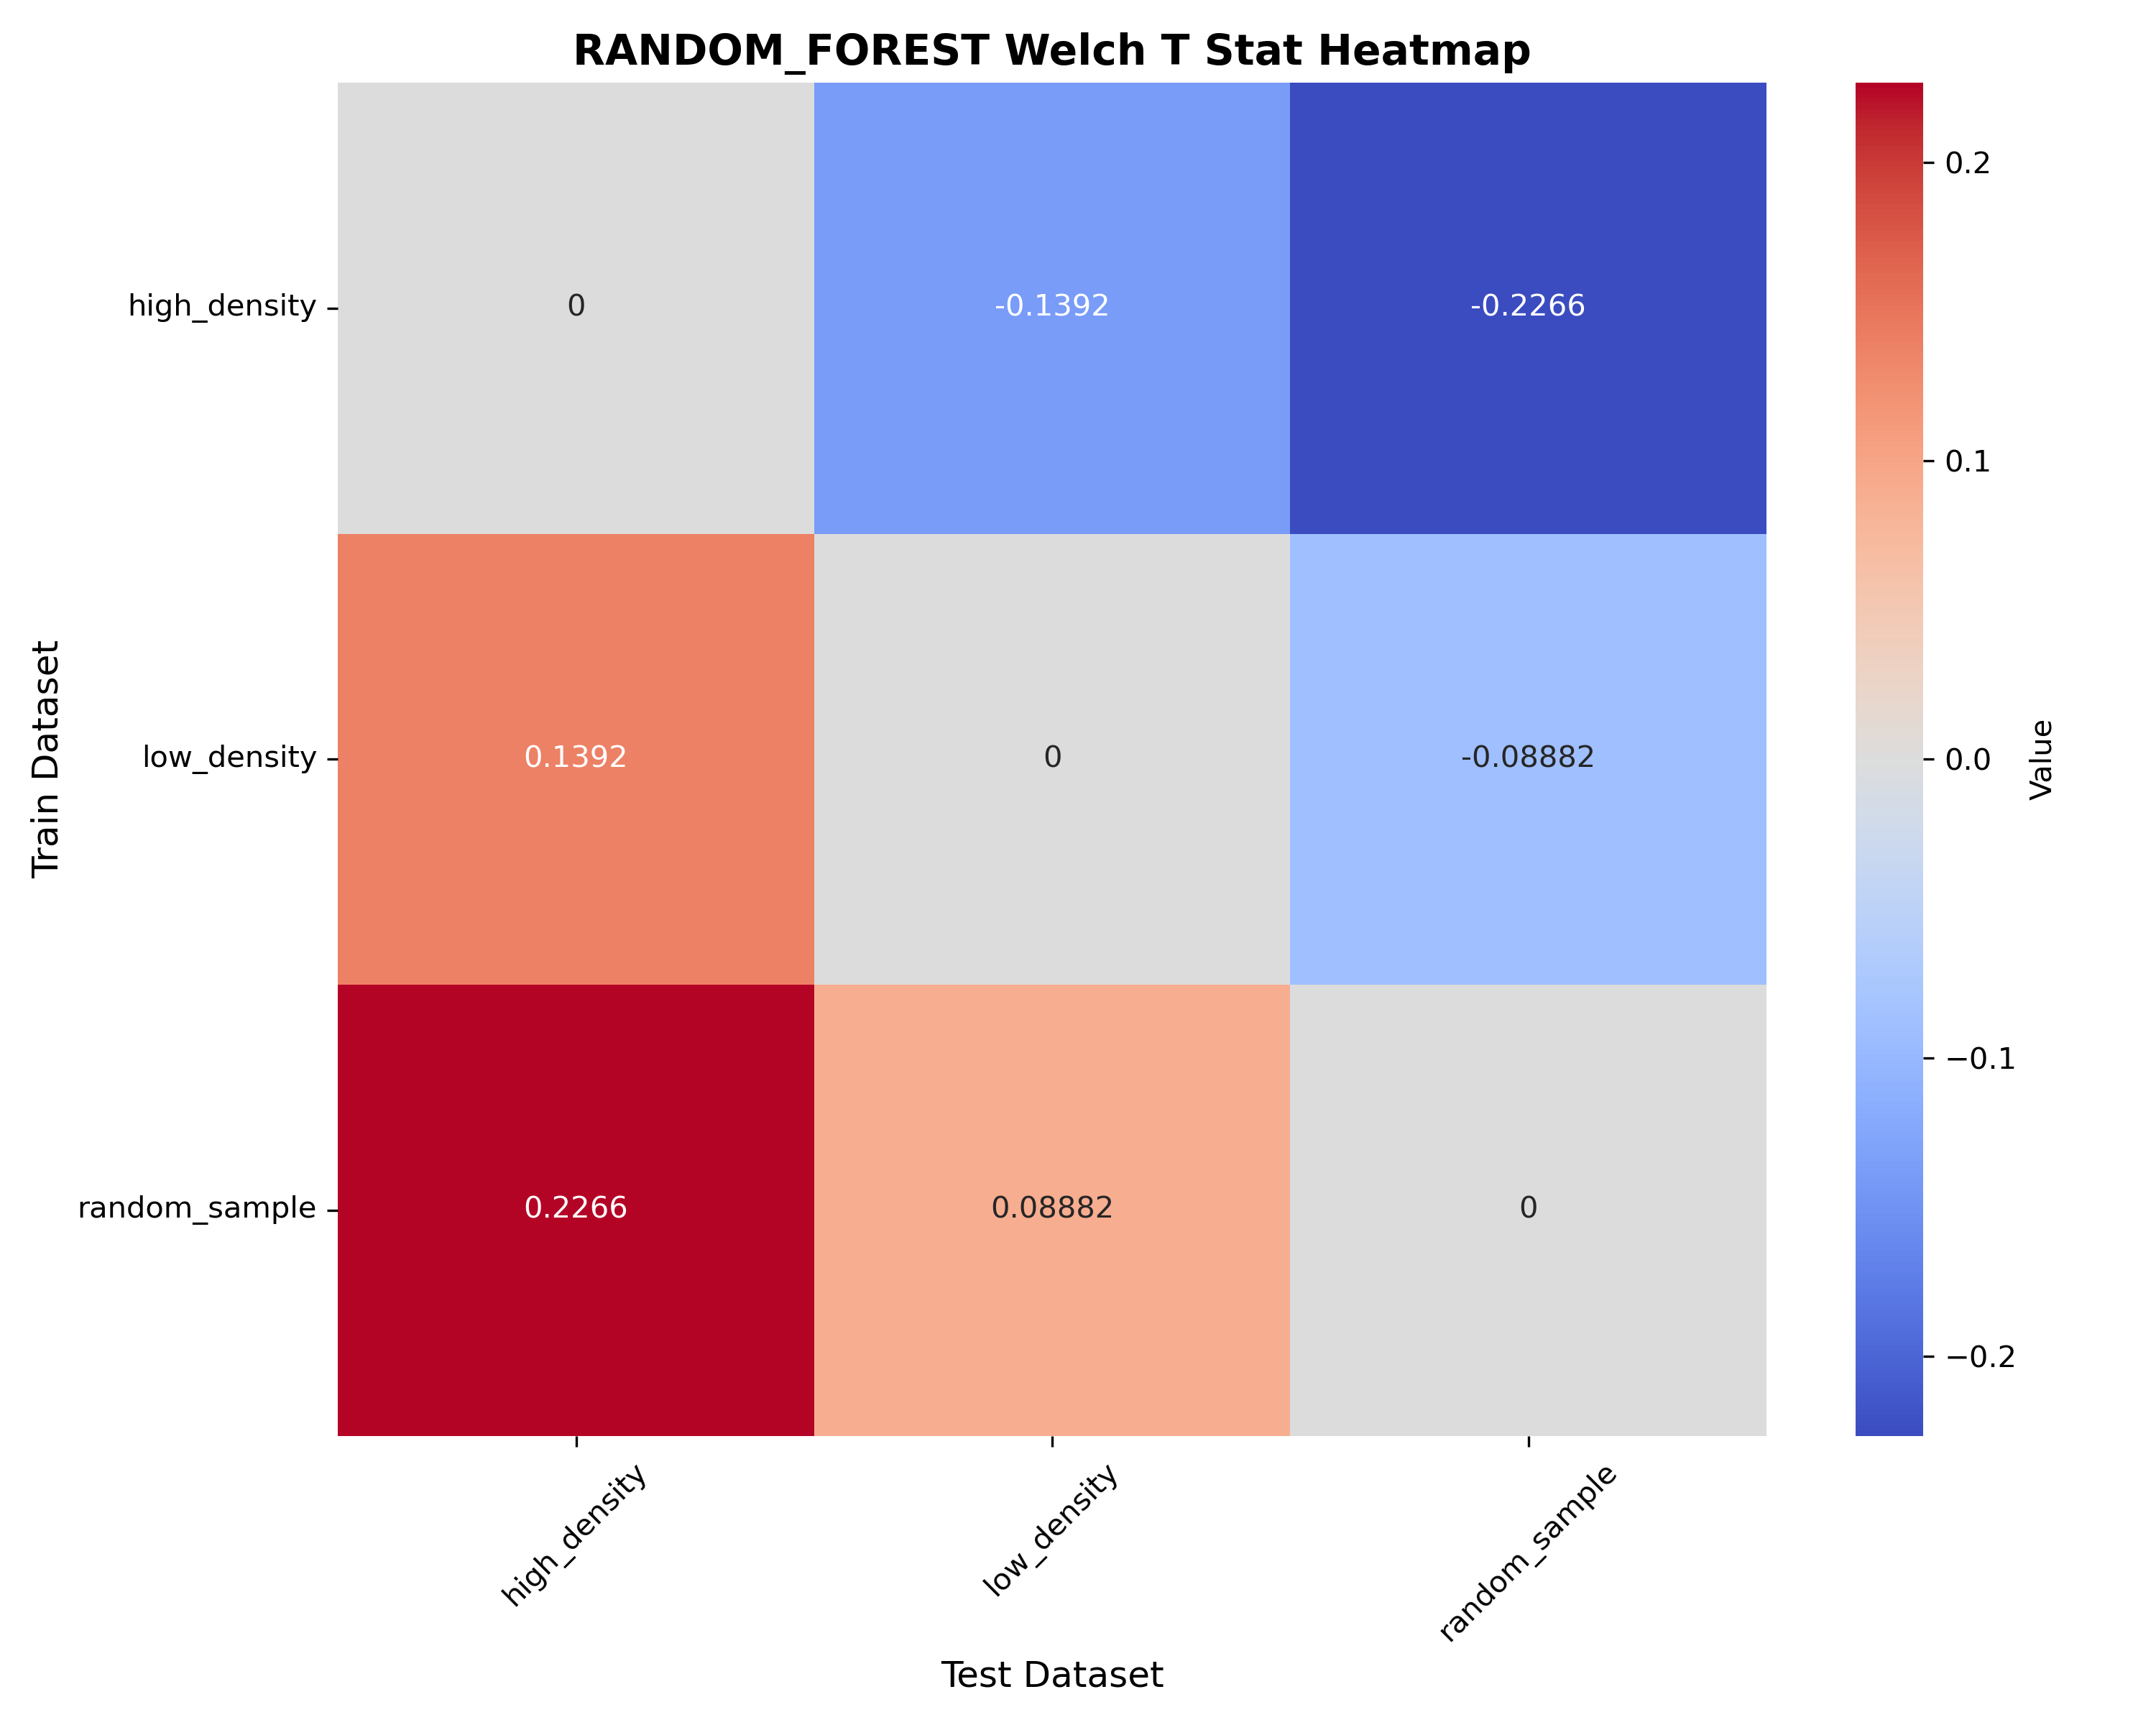 RANDOM_FOREST Welch T Stat Heatmap
Train Dataset
high_density
0
-0.1392
-0.2266
low_density
0.1392
0
-0.08882
random_sample
0.2266
0.08882
0
high_density
low_density
random_sample
Test Dataset
0.2
0.1
0.0
−0.1
−0.2
Value